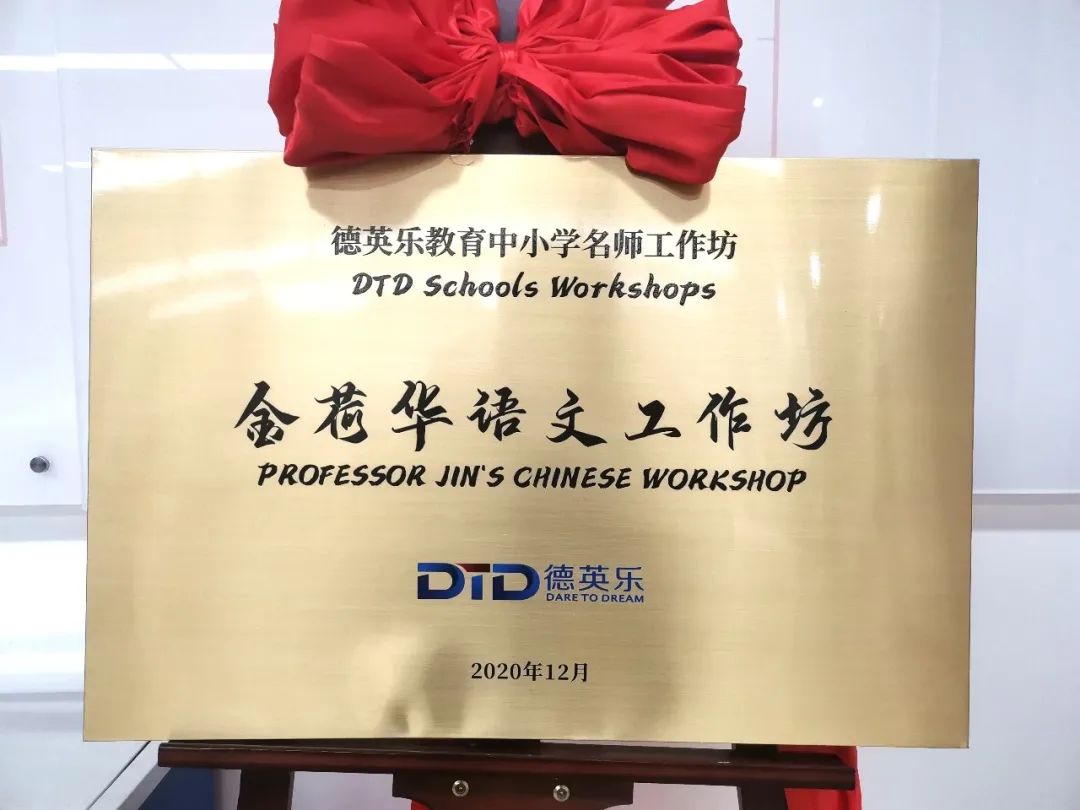 德英乐教育中小学名师工作坊
DTD Schools Workshops
金荷华语文工作坊
PROFESSOR JIN'S CHINESE WORKSHOP
DTD 德英乐
DARE TO DREAM
2020年12月